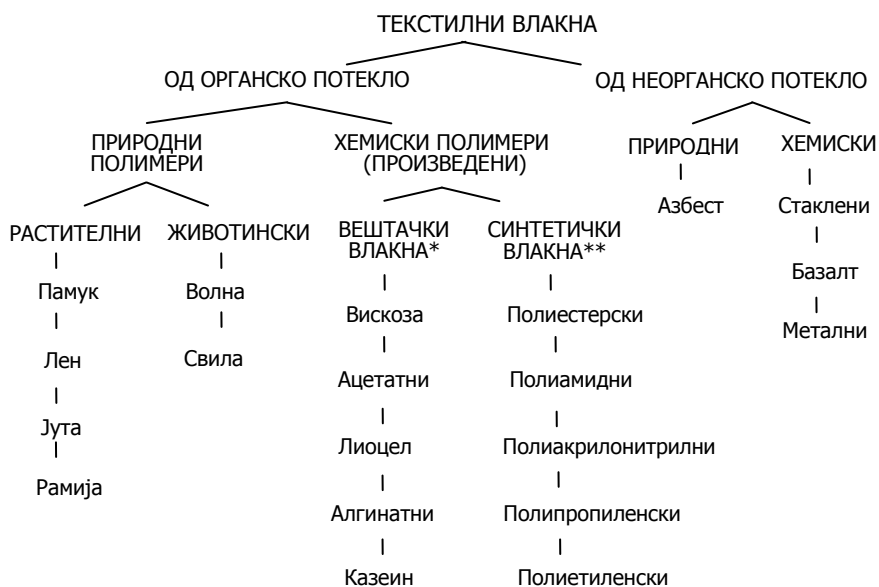 ТЕКСТИЛНИ ВЛАКНА
ОД ОРГАНСКО ПОТЕКЛО
ОД НЕОРГАНСКО ПОТЕКЛО
ПРИРОДНИ
ПОЛИМЕРИ
ХЕМИСКИ ПОЛИМЕРИ
(ПРОИЗВЕДЕНИ)
ПРИРОДНИ
ХЕМИСКИ
Азбест
Стаклени
Базалт
Метални
РАСТИТЕЛНИ
ЖИВОТИНСКИ
ВЕШТАЧКИ
ВЛАКНА*
СИНТЕТИЧКИ
ВЛАКНА**
Памук
Лен
Јута
Рамија
Волна
Свила
Вискоза
Ацетатни
Лиоцел
Алгинатни
Казеин
Полиестерски
Полиамидни
Полиакрилонитрилни
Полипропиленски
Полиетиленски